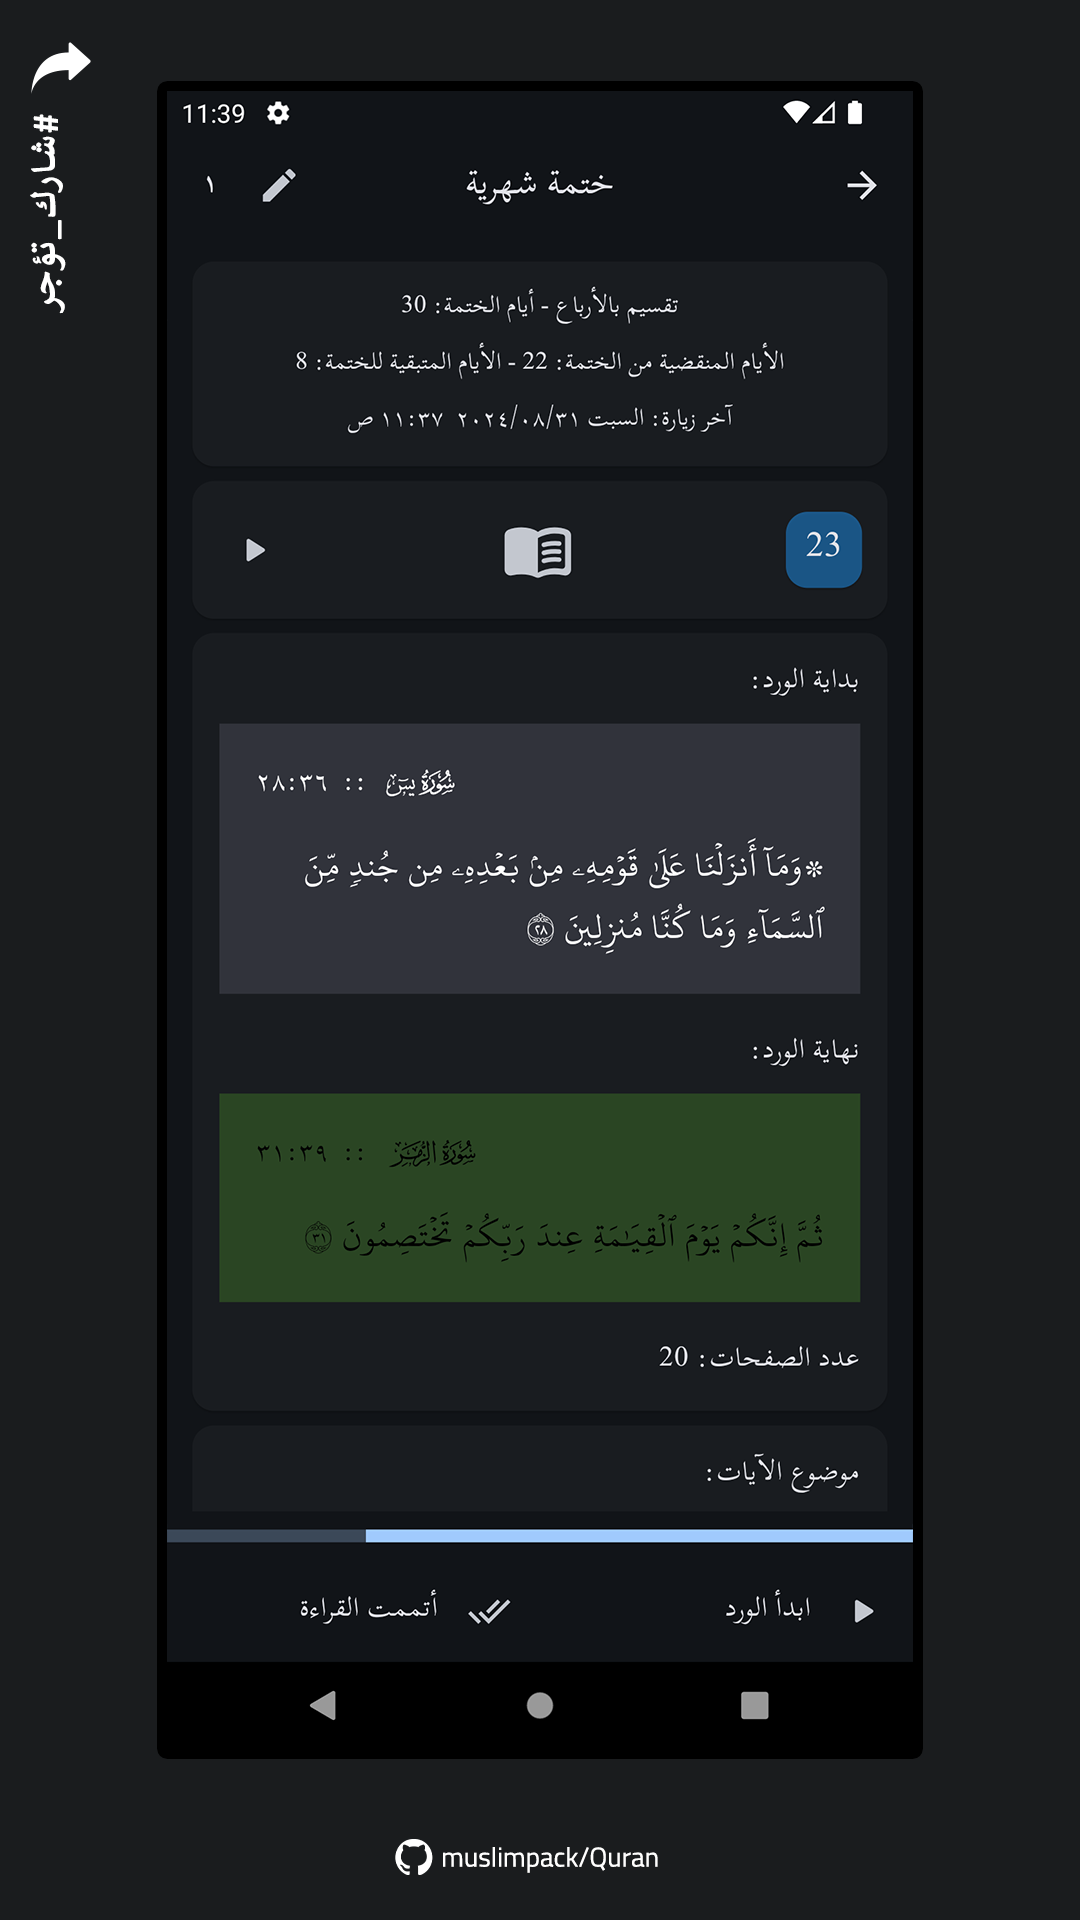 #شارك_تؤجر
11:39
ختمة شهرية
١
تقسيم بالأرباع - أيام الختمة: 30
الأيام المنقضية من الختمة: 22 - الأيام المتبقية للختمة: 8
آخر زيارة: السبت ٢٠٢٤/٠٨/٣١ ١١:٣٧ ص
23
بداية الورد:
سُورَةُ يسٓ :: ٢٨:٣٦
۞وَمَآ أَنزَلۡنَا عَلَىٰ قَوۡمِهِۦ مِنۢ بَعۡدِهِۦ مِن جُندٖ مِّنَ
ٱلسَّمَآءِ وَمَا كُنَّا مُنزِلِينَ ٢٨
نهاية الورد:
سُورَةُ الزُّمَرِ :: ٣١:٣٩
ثُمَّ إِنَّكُمۡ يَوۡمَ ٱلۡقِيَٰمَةِ عِندَ رَبِّكُمۡ تَخۡتَصِمُونَ ٣١
عدد الصفحات: 20
موضوع الآيات:
ابدأ الورد
أتممت القراءة
muslimpack/Quran